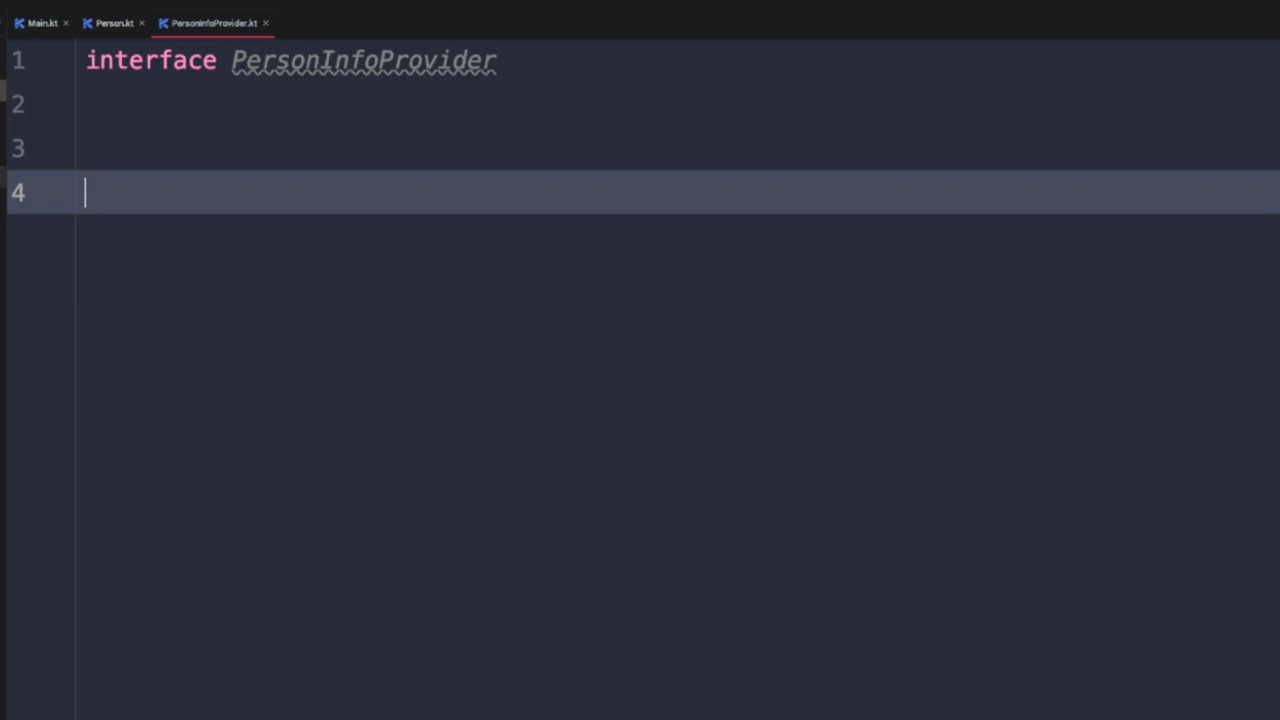 Main.kt × Person.kt × PersonInfoProvider.kt ×
1 interface PersonInfoProvider
2
3
4